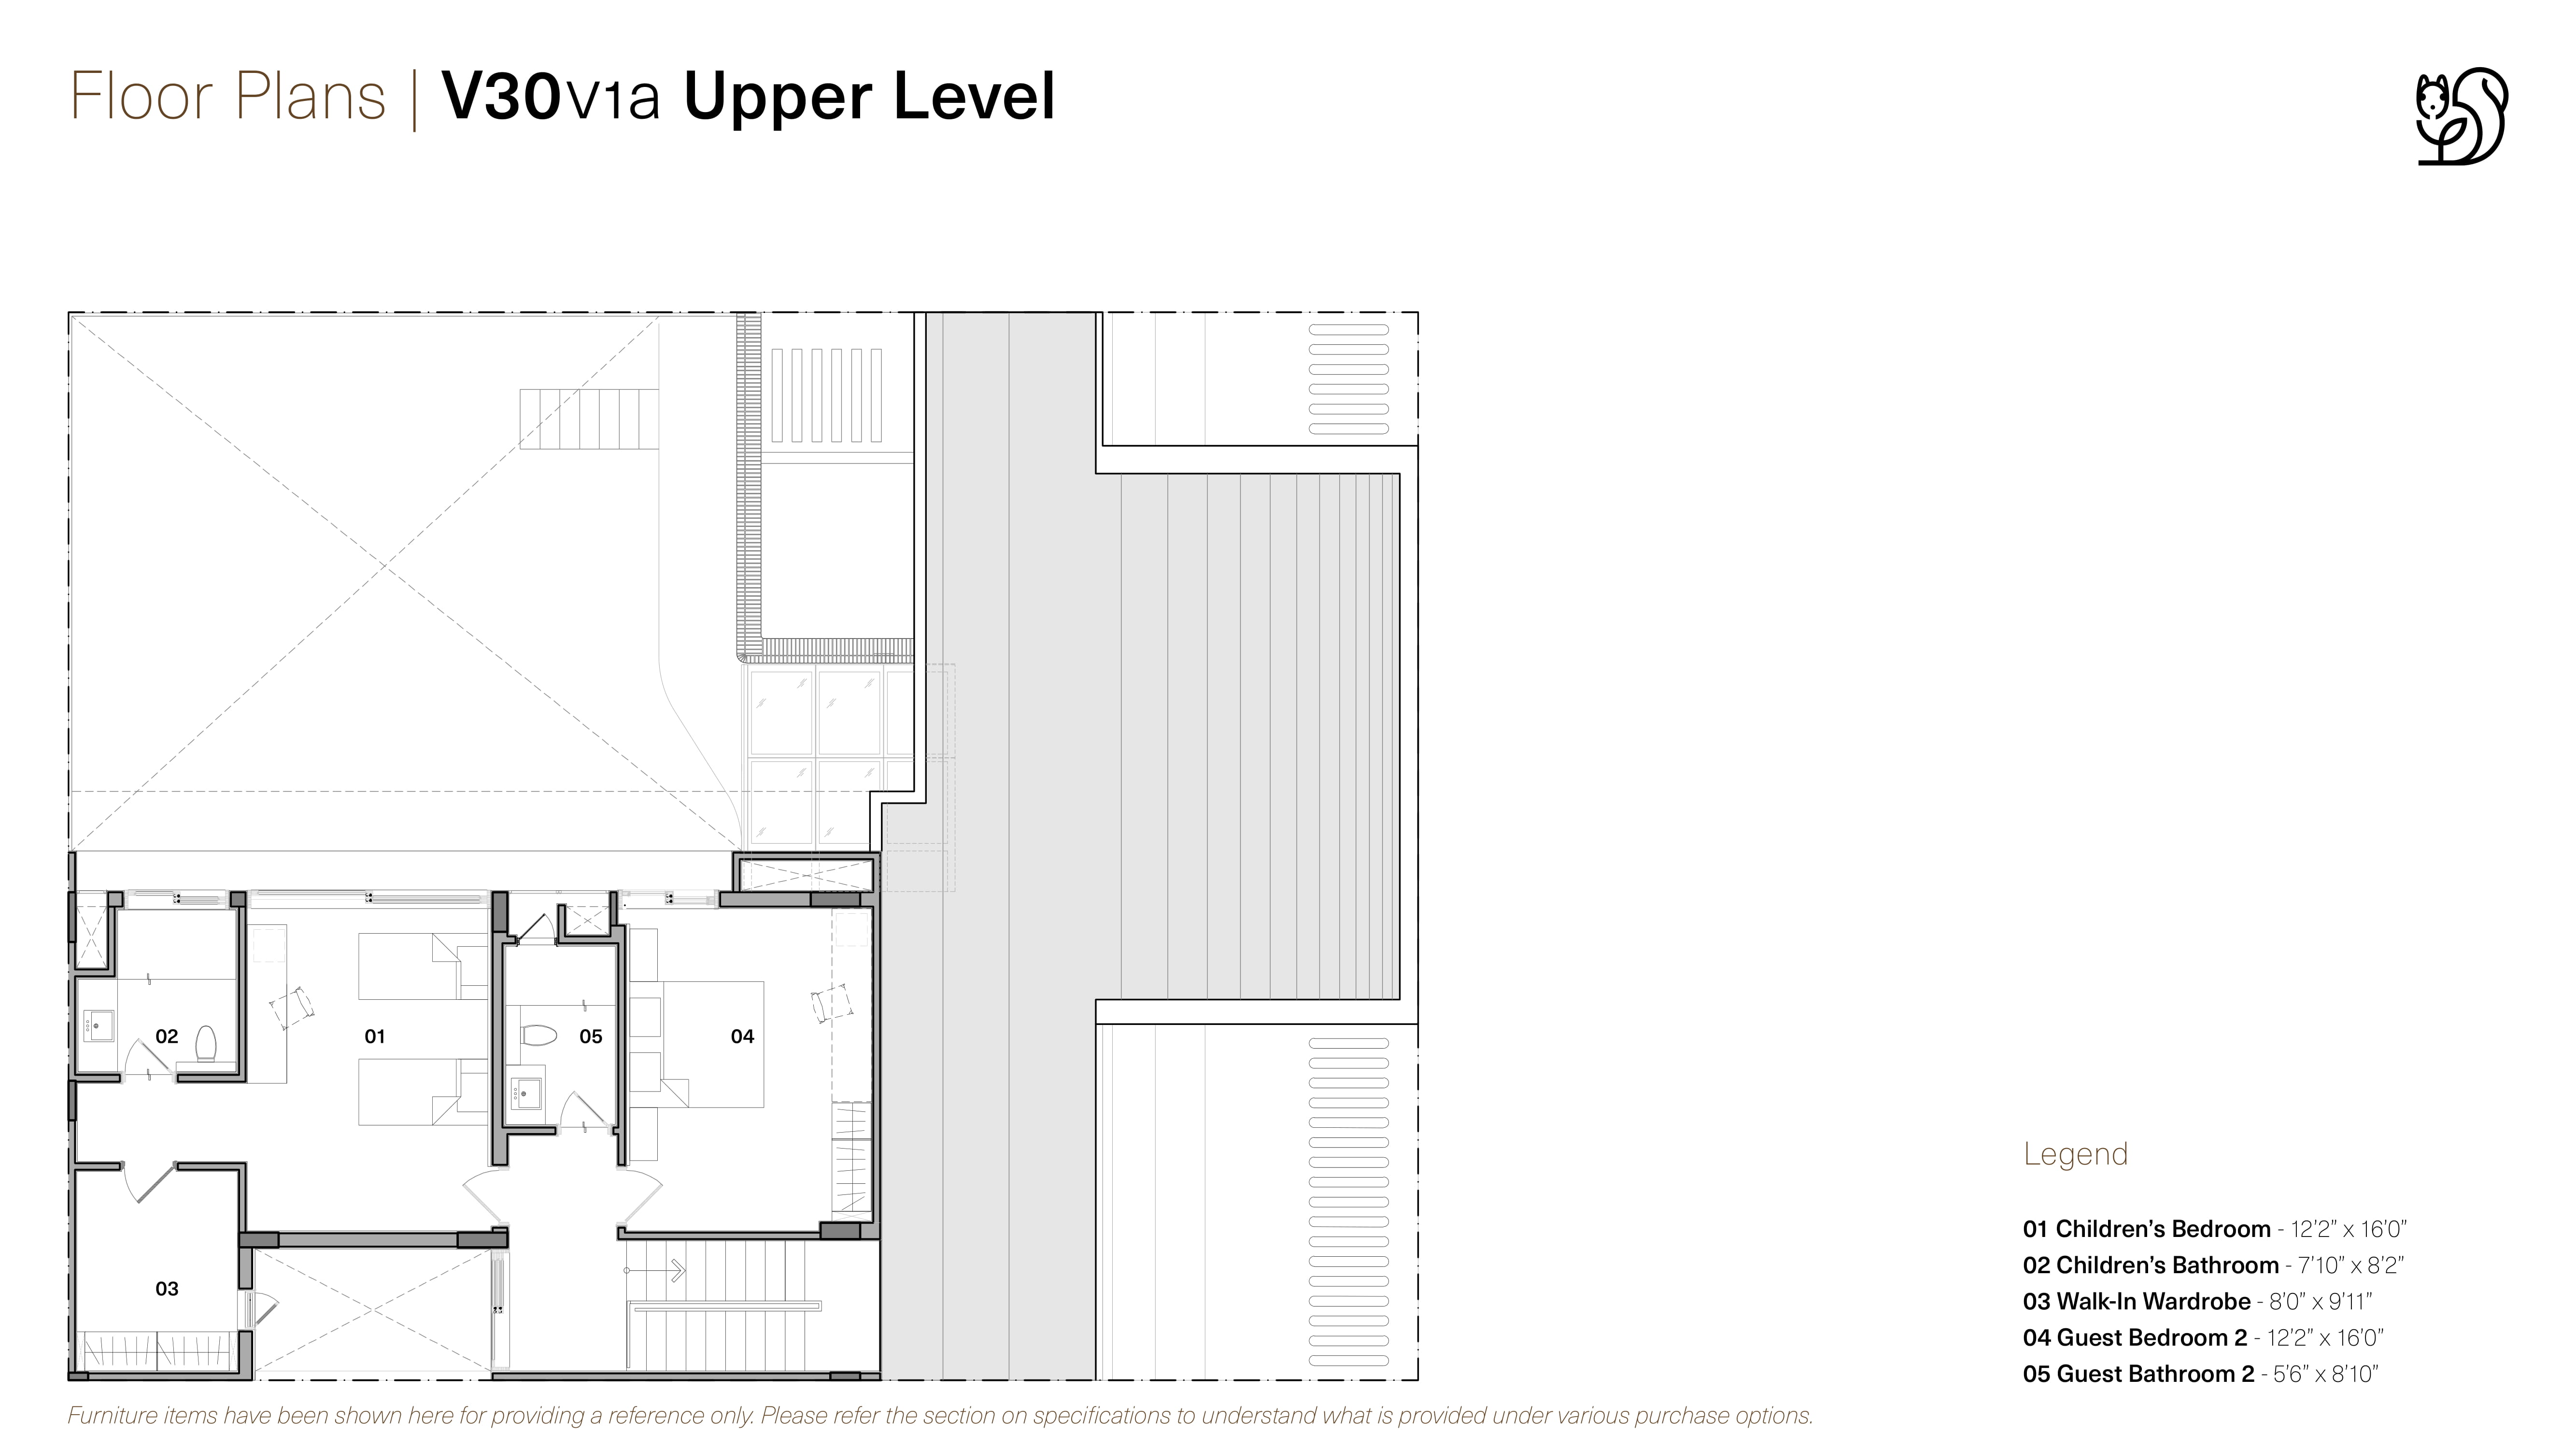 Floor Plans | V30V1a Upper Level
02
01
05
04
03
Legend
01 Children’s Bedroom - 12’2” x 16’0”
02 Children’s Bathroom - 7’10” x 8’2”
03 Walk-In Wardrobe - 8’0” x 9’11”
04 Guest Bedroom 2 - 12’2” x 16’0”
05 Guest Bathroom 2 - 5’6” x 8’10”
Furniture items have been shown here for providing a reference only. Please refer the section on specifications to understand what is provided under various purchase options.